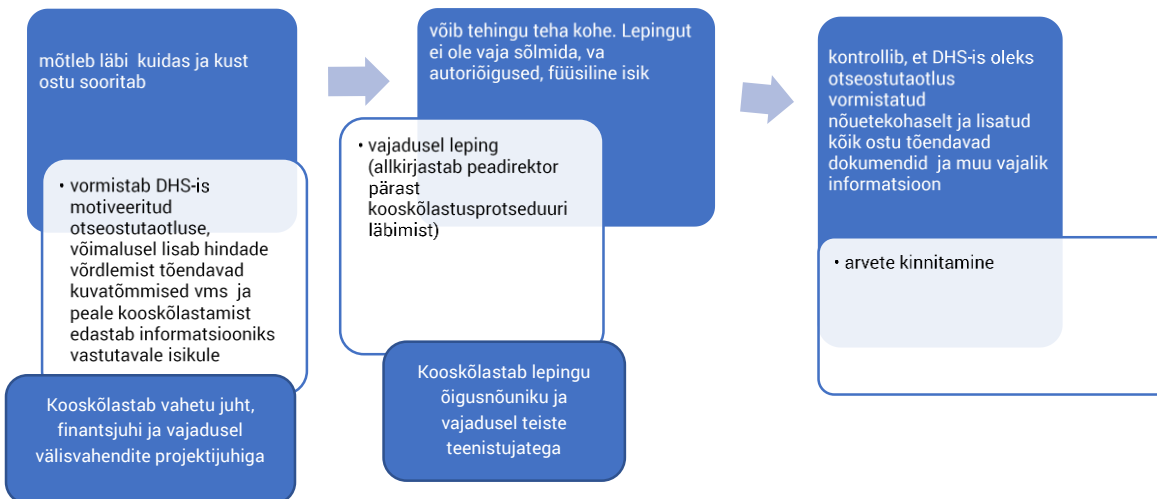 mõtleb läbi kuidas ja kust
ostu sooritab
• vormistab DHS-is
motiveeritud
otseostutaotluse,
võimalusel lisab hindade
võrdlemist tõendavad
kuvatõmmised vms ja
peale kooskõlastamist
edastab informatsiooniks
vastutavale isikule
Kooskõlastab vahetu juht,
finantsjuhi ja vajadusel
välisvahendite projektijuhiga
võib tehingu teha kohe. Lepingut
ei ole vaja sõlmida, va
autoriõigused, füüsiline isik
• vajadusel leping
(allkirjastab peadirektor
pärast
kooskõlastusprotseduuri
läbimist)
Kooskõlastab lepingu
õigusnõuniku ja
vajadusel teiste
teenistujatega
kontrollib, et DHS-is oleks
otseostutaotlus
vormistatud
nõuetekohaselt ja lisatud
kõik ostu tõendavad
dokumendid ja muu vajalik
informatsioon
• arvete kinnitamine